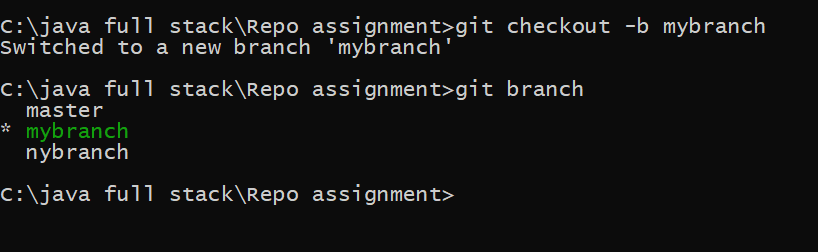 C:\java full stack\Repo assignment>git checkout -b mybranch
Switched to a new branch 'mybranch'
C:\java full stack\Repo assignment>git branch
  master
* mybranch
  nybranch
C:\java full stack\Repo assignment>